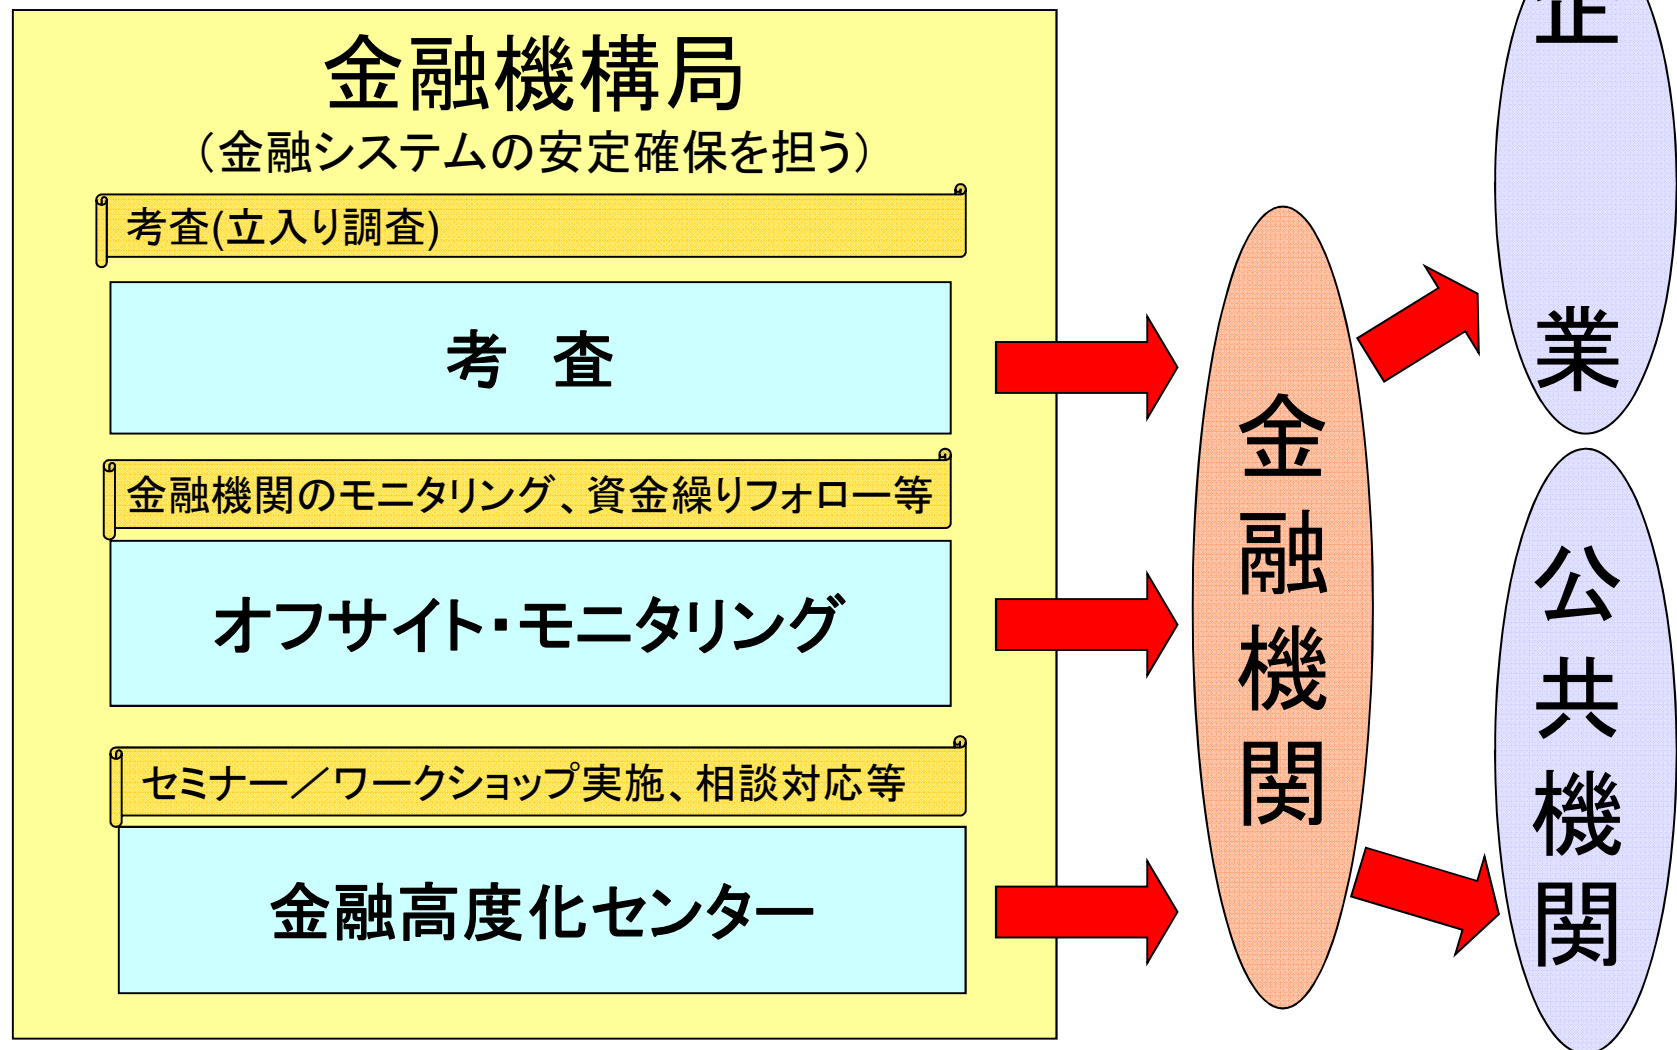 金融機構局
（金融システムの安定確保を担う）
考査(立入り調査)
考　査
金融機関のモニタリング、資金繰りフォロー等
オフサイト・モニタリング
セミナー／ワークショップ実施、相談対応等
金融高度化センター
金融機関
企業
公共機関